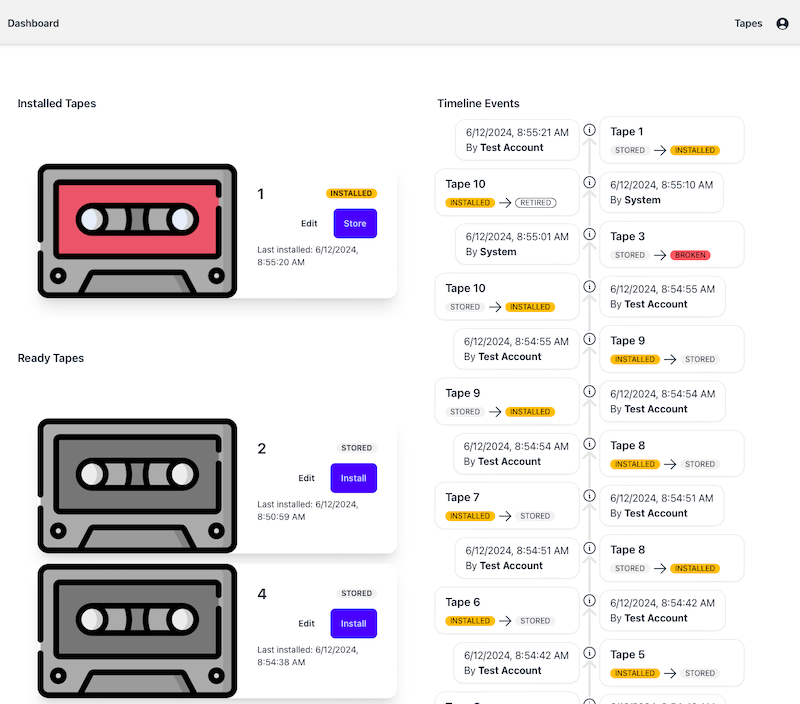 Dashboard
Tapes
Installed Tapes
1
INSTALLED
Edit
Store
Last installed: 6/12/2024,
8:55:20 AM
Ready Tapes
2
STORED
Edit
Install
Last installed: 6/12/2024,
8:50:59 AM
4
STORED
Edit
Install
Last installed: 6/12/2024,
8:54:38 AM
Timeline Events
6/12/2024, 8:55:21 AM
By Test Account
Tape 1
STORED → INSTALLED
Tape 10
INSTALLED → RETIRED
6/12/2024, 8:55:10 AM
By System
6/12/2024, 8:55:01 AM
By System
Tape 3
STORED → BROKEN
Tape 10
STORED → INSTALLED
6/12/2024, 8:54:55 AM
By Test Account
6/12/2024, 8:54:55 AM
By Test Account
Tape 9
INSTALLED → STORED
Tape 9
STORED → INSTALLED
6/12/2024, 8:54:54 AM
By Test Account
6/12/2024, 8:54:54 AM
By Test Account
Tape 8
INSTALLED → STORED
Tape 7
INSTALLED → STORED
6/12/2024, 8:54:51 AM
By Test Account
6/12/2024, 8:54:51 AM
By Test Account
Tape 8
STORED → INSTALLED
Tape 6
INSTALLED → STORED
6/12/2024, 8:54:42 AM
By Test Account
6/12/2024, 8:54:42 AM
By Test Account
Tape 5
INSTALLED → STORED